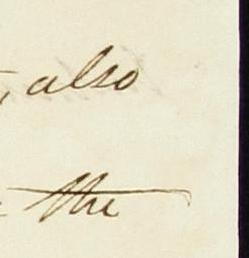 , also
the